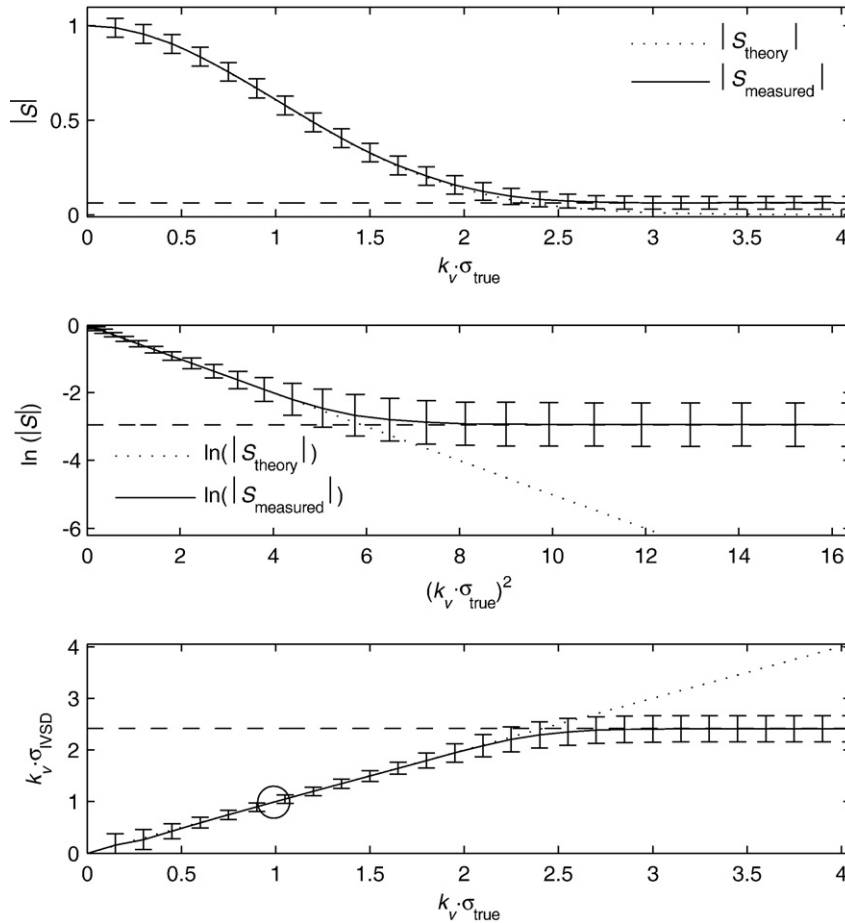 1
0.5
0
|S|
|S_theory|
|S_measured|
0 0.5 1 1.5 2 2.5 3 3.5 4
k_v·σ_true
0
-2
-4
-6
ln (|S|)
ln(|S_theory|)
ln(|S_measured|)
0 2 4 6 8 10 12 14 16
(k_v·σ_true)²
4
3
2
1
0
k_v·σ_IVSD
0 0.5 1 1.5 2 2.5 3 3.5 4
k_v·σ_true